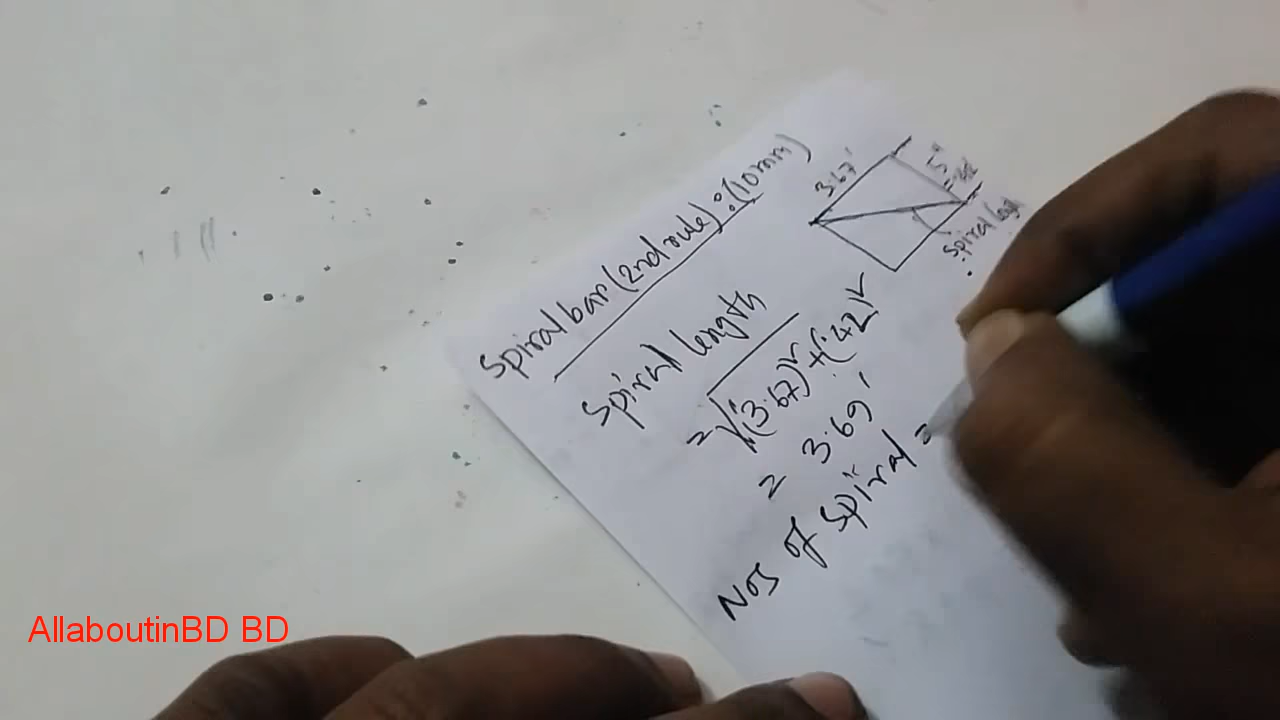 Spiral bar (2nd rule) : (10mm)
3.67'
5"
= .42'
Spiral length
Spiral length
= √(3.67)² + (.42)²
= 3.69'
Nos of spiral =
AllaboutinBD BD